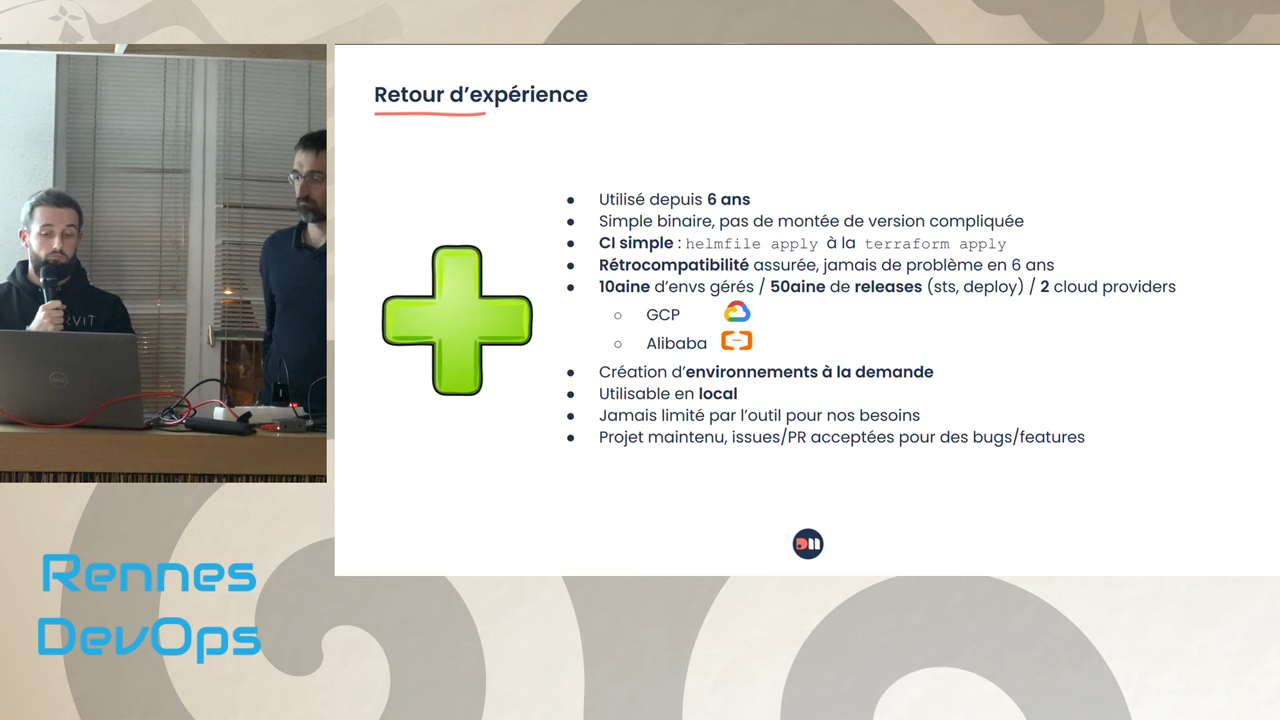 Retour d'expérience
● Utilisé depuis 6 ans
● Simple binaire, pas de montée de version compliquée
● CI simple : helmfile apply à la terraform apply
● Rétrocompatibilité assurée, jamais de problème en 6 ans
● 10aine d'envs gérés / 50aine de releases (sts, deploy) / 2 cloud providers
○ GCP
○ Alibaba
● Création d'environnements à la demande
● Utilisable en local
● Jamais limité par l'outil pour nos besoins
● Projet maintenu, issues/PR acceptées pour des bugs/features
Rennes
DevOps